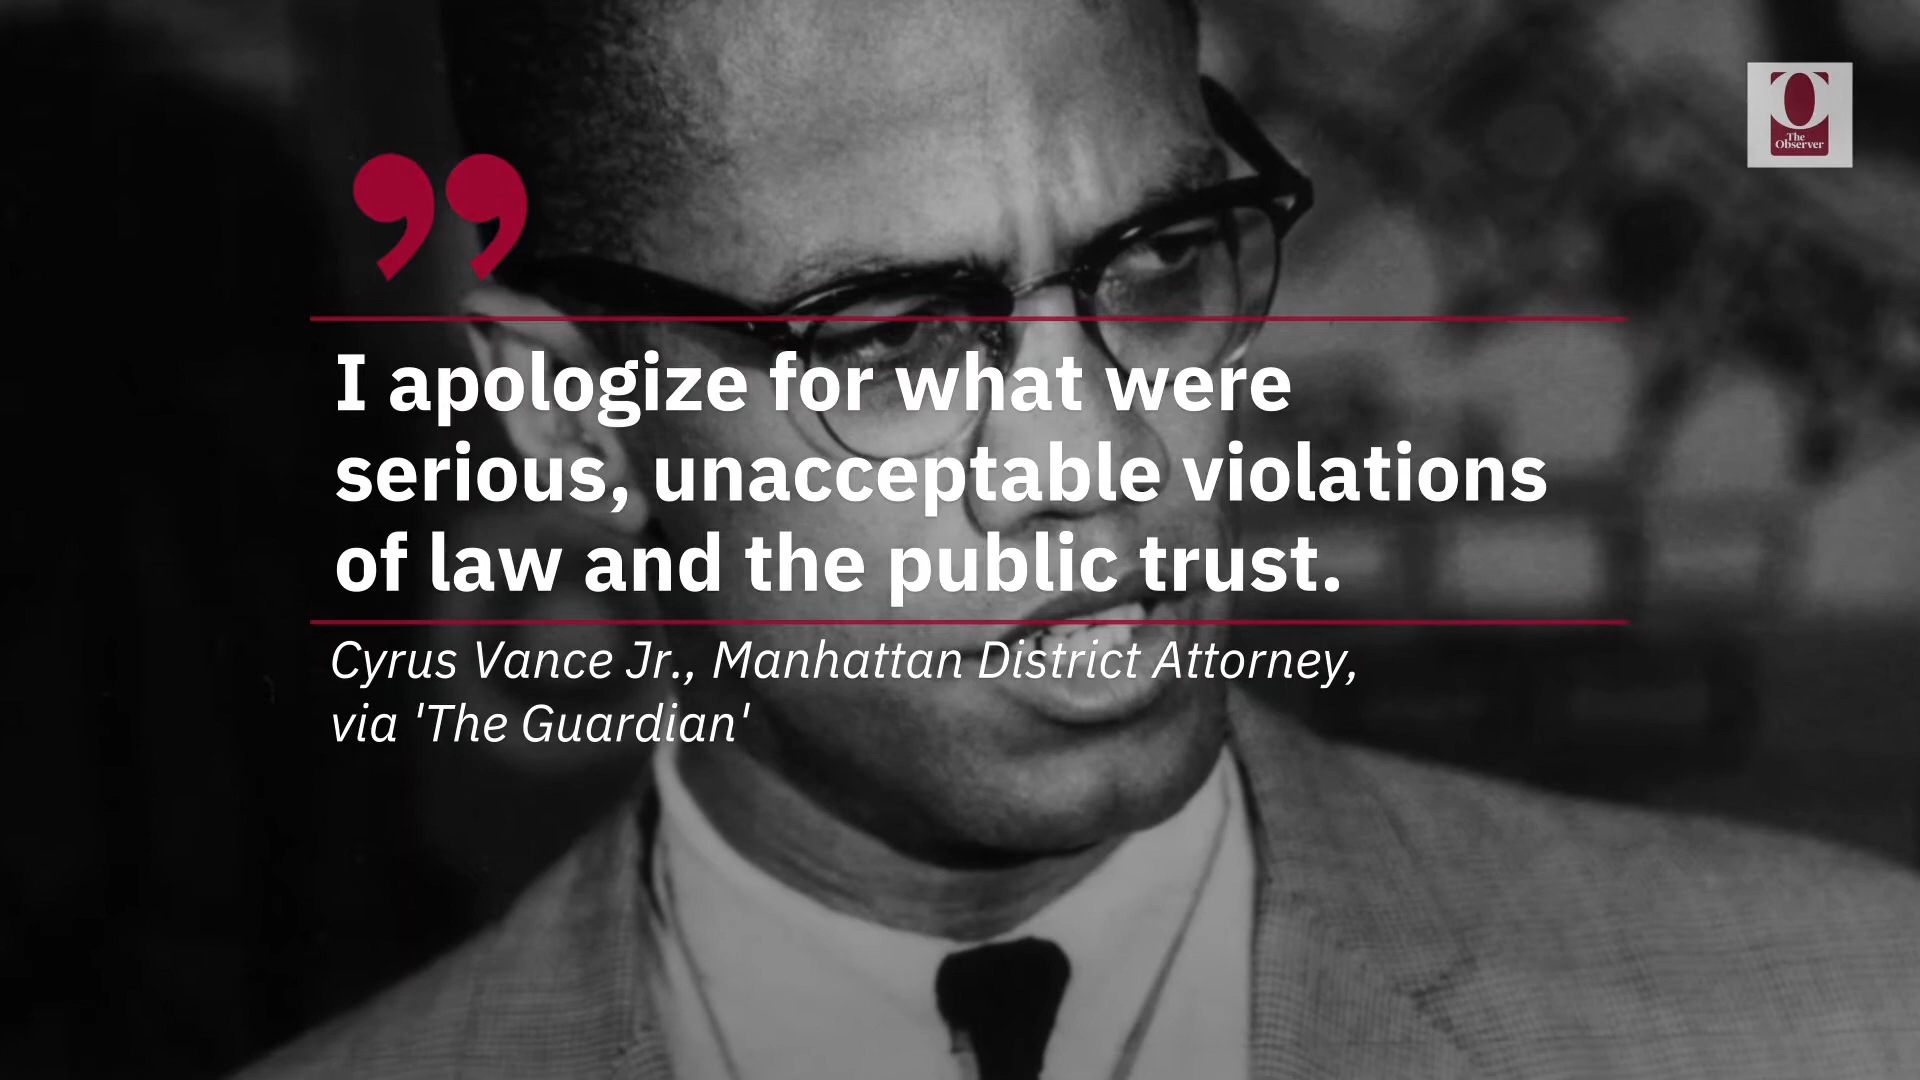 The
Observer
”
I apologize for what were
serious, unacceptable violations
of law and the public trust.
Cyrus Vance Jr., Manhattan District Attorney,
via 'The Guardian'